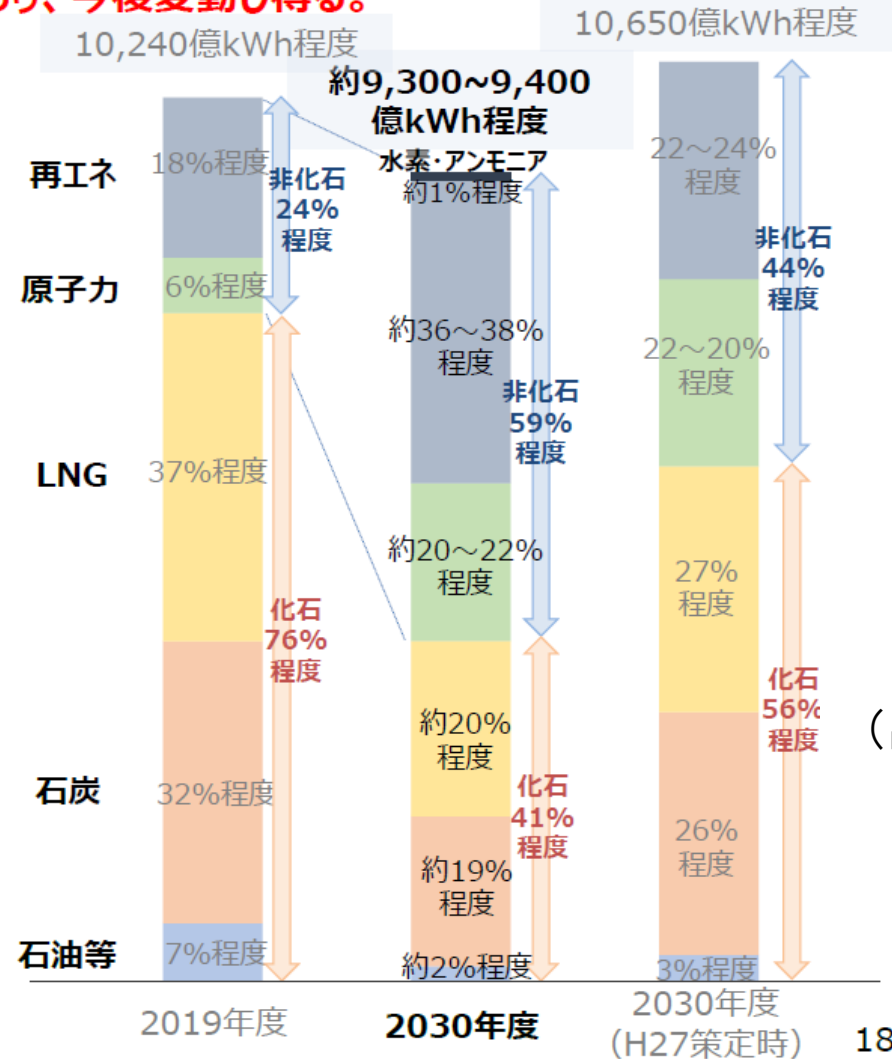 り、今後変動し得る。
10,240億kWh程度
10,650億kWh程度
約9,300~9,400
億kWh程度
水素・アンモニア
約1%程度
再エネ
18%程度
非化石
24%
程度
22～24%
程度
非化石
44%
程度
原子力
6%程度
約36～38%
程度
22～20%
程度
非化石
59%
程度
LNG
37%程度
約20～22%
程度
27%
程度
化石
76%
程度
約20%
程度
化石
56%
程度
石炭
32%程度
化石
41%
程度
約19%
程度
26%
程度
石油等
7%程度
約2%程度
3%程度
2019年度
2030年度
2030年度
（H27策定時）
18